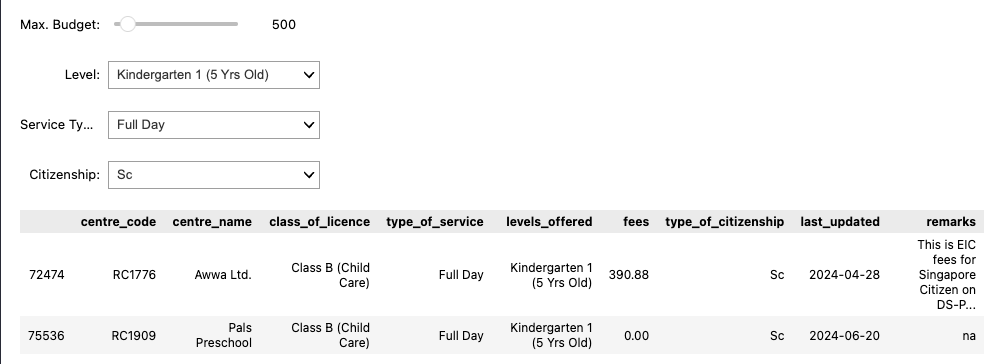 Max. Budget: 500
Level: Kindergarten 1 (5 Yrs Old)
Service Ty... Full Day
Citizenship: Sc
centre_code centre_name class_of_licence type_of_service levels_offered fees type_of_citizenship last_updated remarks
72474 RC1776 Awwa Ltd. Class B (Child Care) Full Day Kindergarten 1 (5 Yrs Old) 390.88 Sc 2024-04-28 This is EIC fees for Singapore Citizen on DS-P...
75536 RC1909 Pals Preschool Class B (Child Care) Full Day Kindergarten 1 (5 Yrs Old) 0.00 Sc 2024-06-20 na